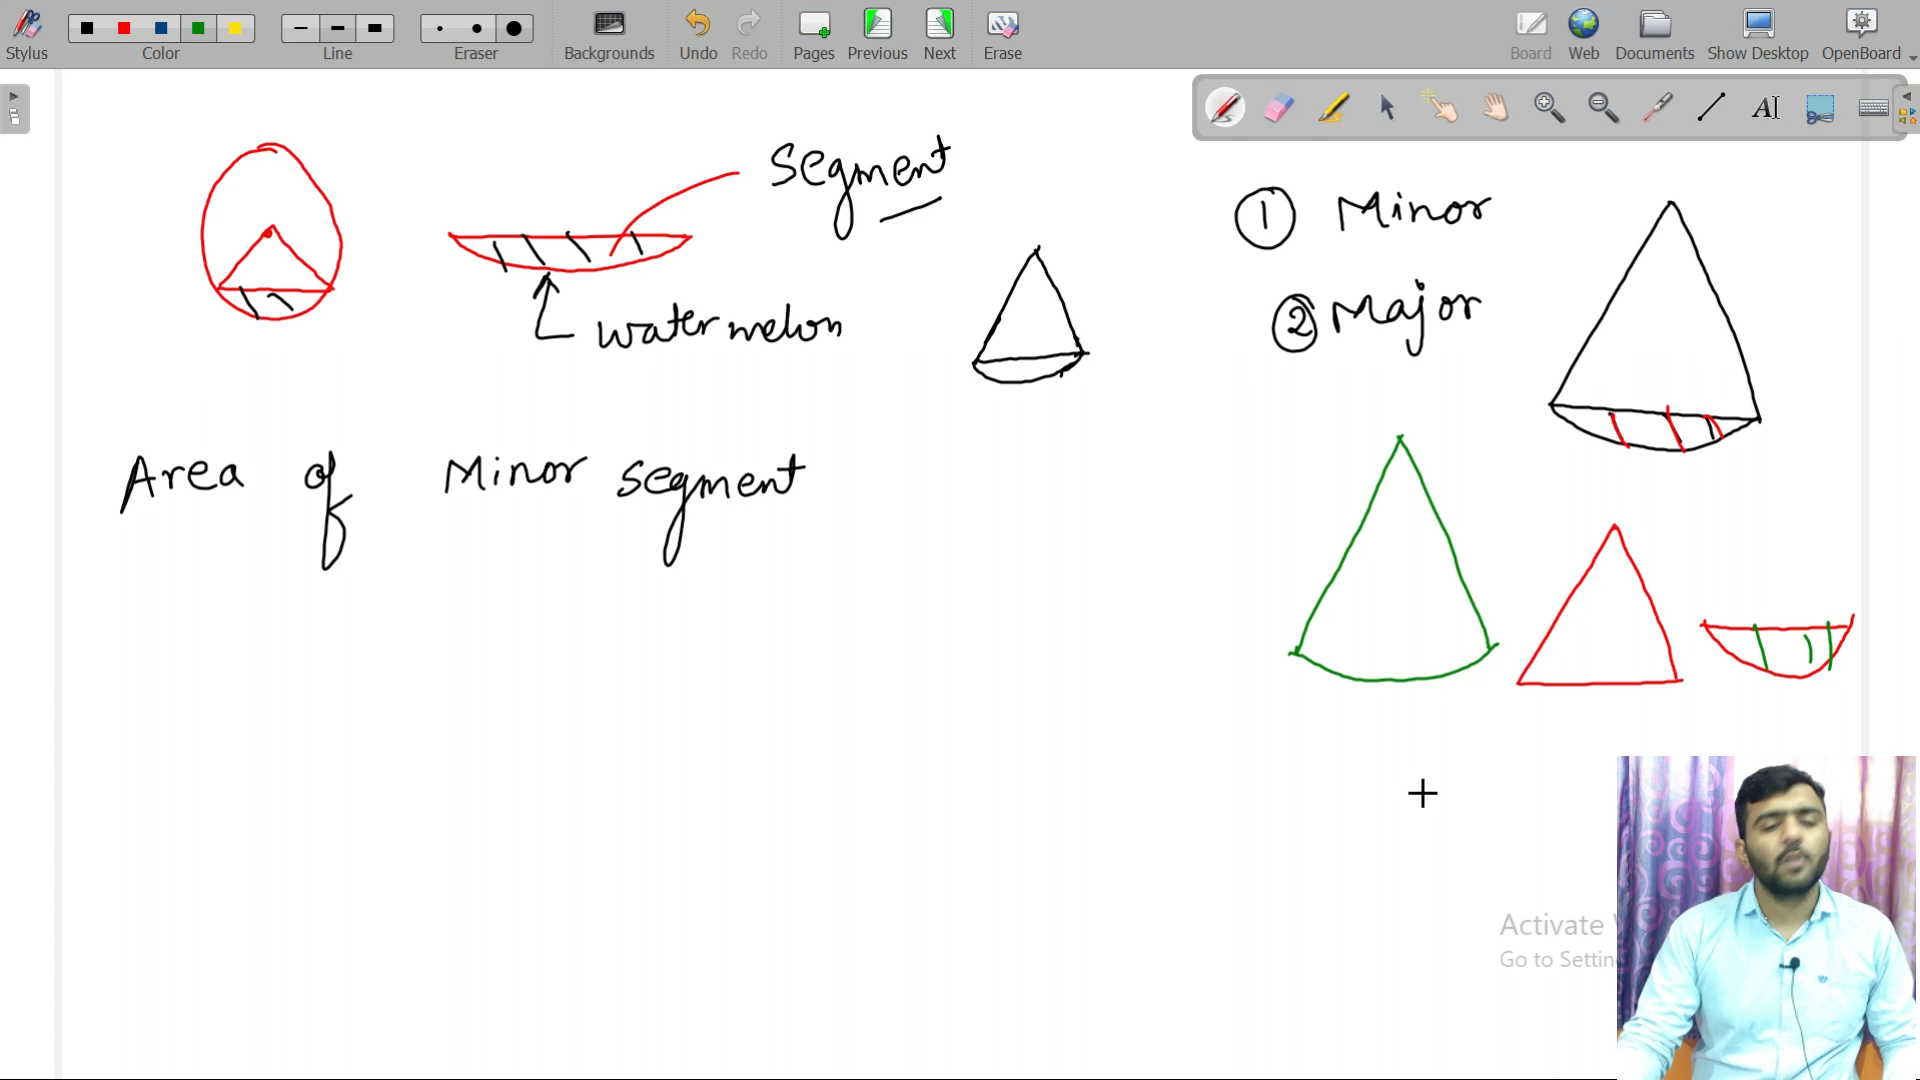 Stylus
Color
Line
Eraser
Backgrounds
Undo
Redo
Pages
Previous
Next
Erase
Board
Web
Documents
Show Desktop
OpenBoard
Segment
watermelon
① Minor
② Major
Area of Minor segment
Activate
Go to Settin